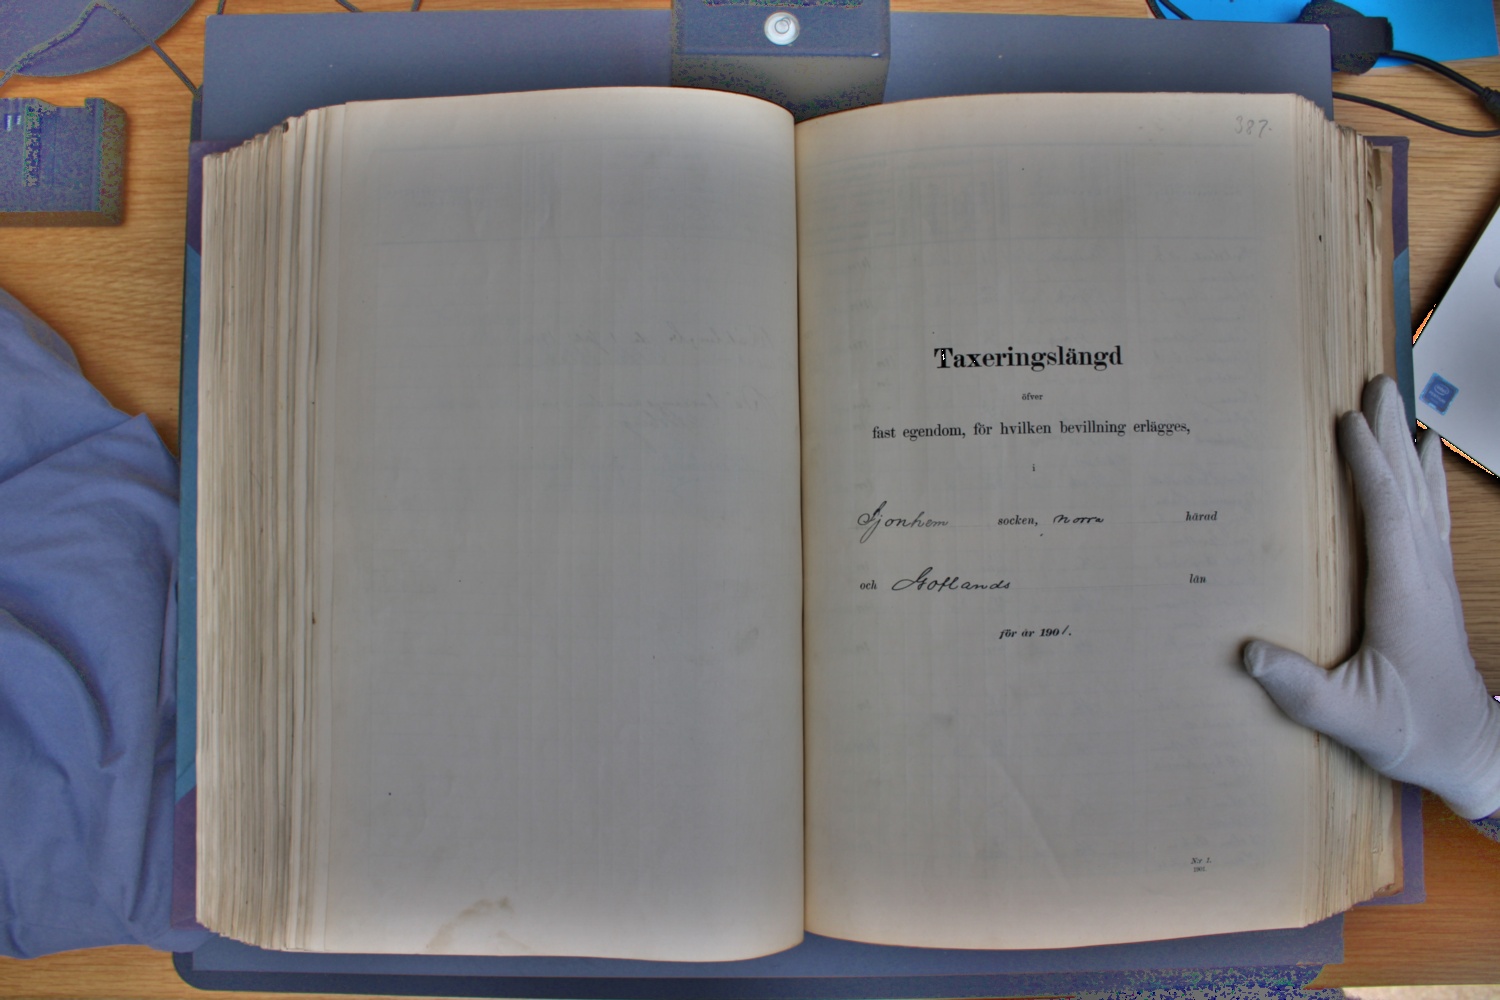 387.
Taxeringslängd
öfver
fast egendom, för hvilken bevillning erlägges,
i
Sjonhem socken, norra härad
och Gotlands län
för år 1901.
N:r 1.
1901.